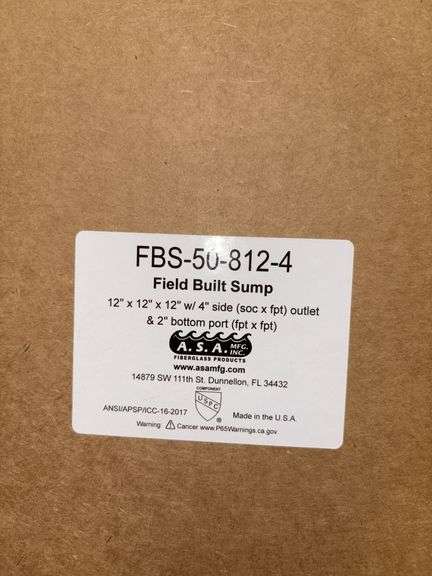 FBS-50-812-4
Field Built Sump
12" x 12" x 12" w/ 4" side (soc x fpt) outlet
& 2" bottom port (fpt x fpt)
A.S.A. MFG. INC.
FIBERGLASS PRODUCTS
www.asamfg.com
14879 SW 111th St. Dunnellon, FL 34432
COMPONENT
USPC
ANSI/APSP/ICC-16-2017
Made in the U.S.A.
Warning: ⚠ Cancer www.P65Warnings.ca.gov